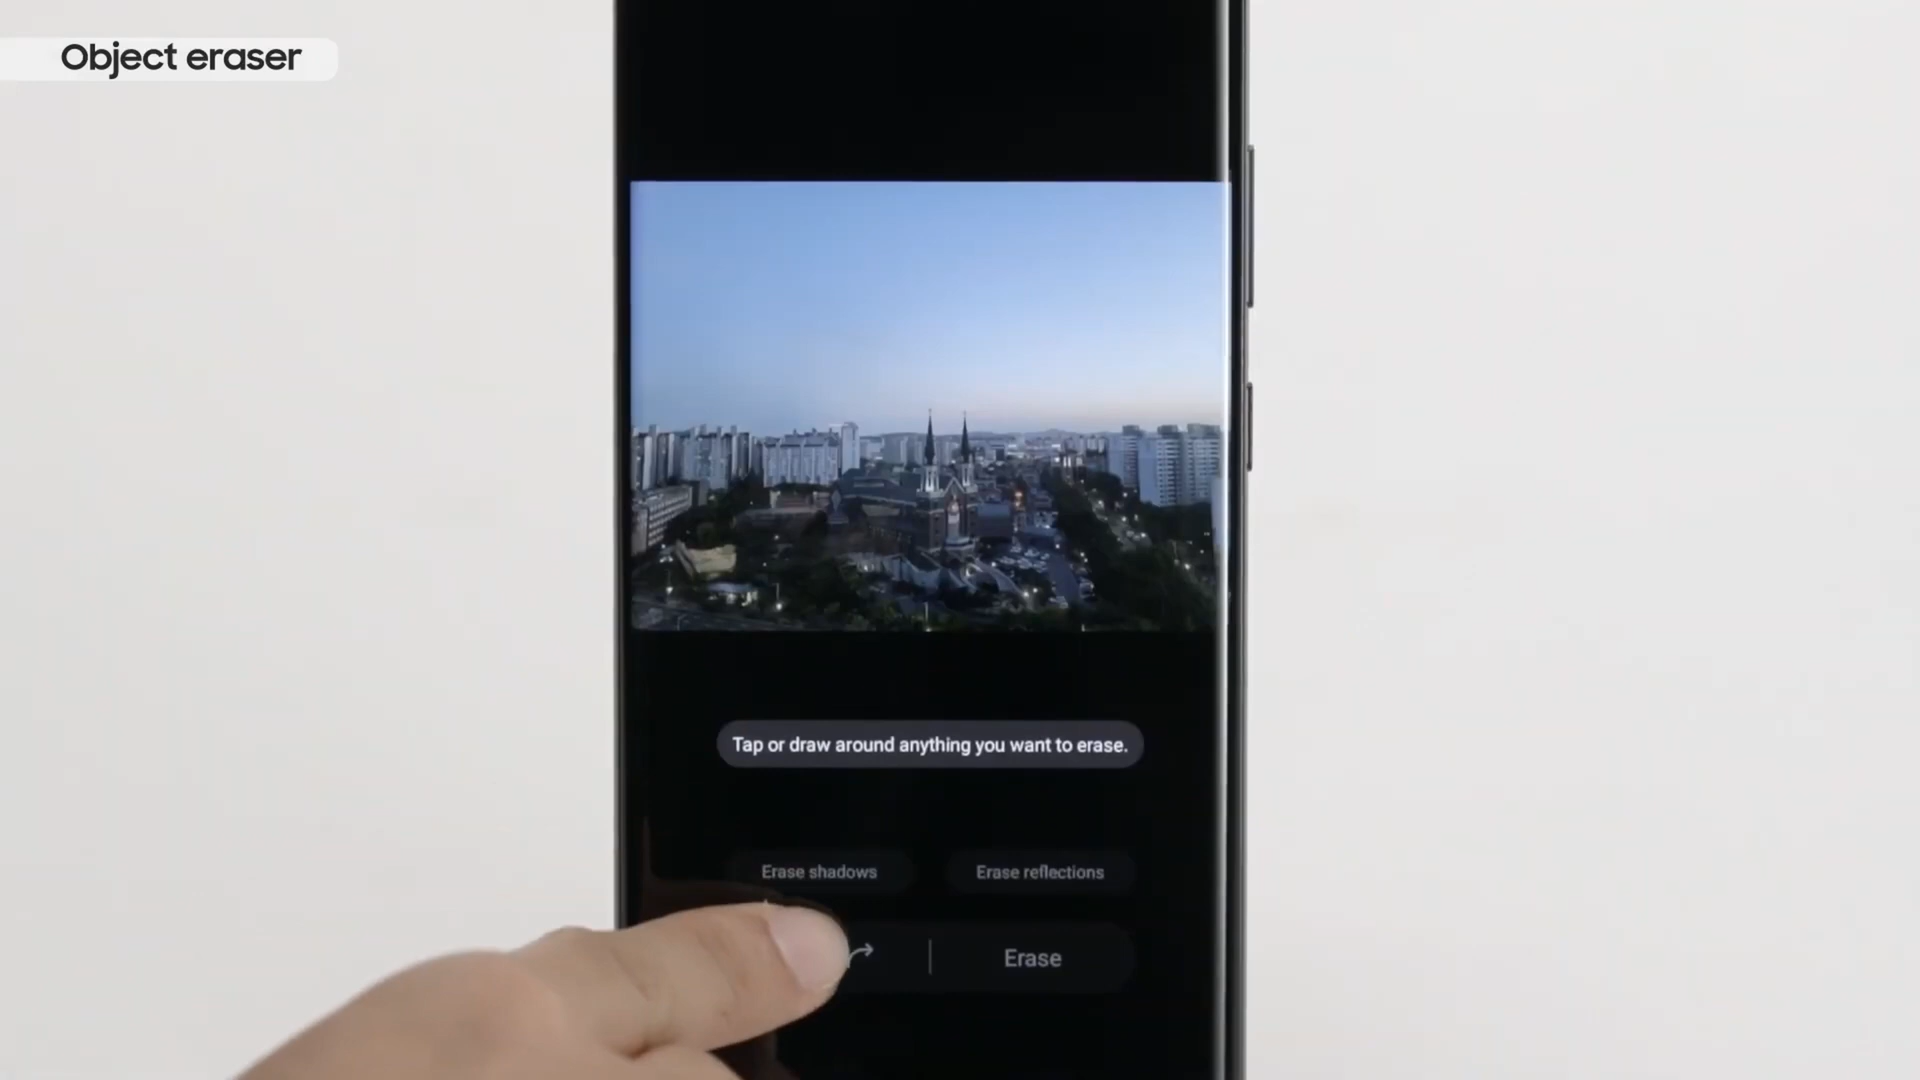 Object eraser
Tap or draw around anything you want to erase.
Erase shadows
Erase reflections
Erase